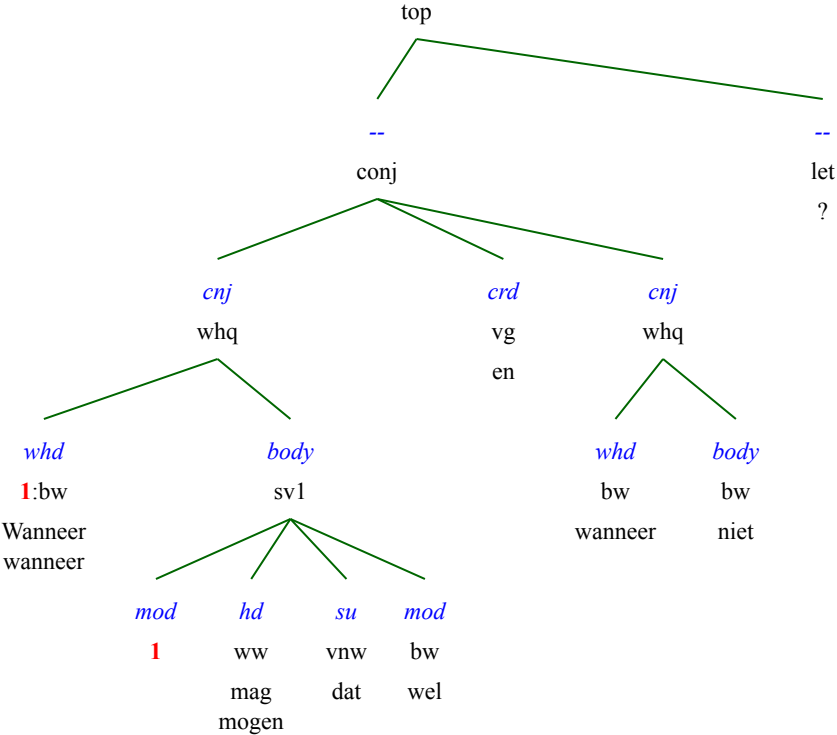 top
-- --
conj let
?
cnj crd cnj
whq vg whq
en
whd body whd body
1:bw sv1 bw bw
Wanneer wanneer niet
wanneer
mod hd su mod
1 ww vnw bw
mag dat wel
mogen